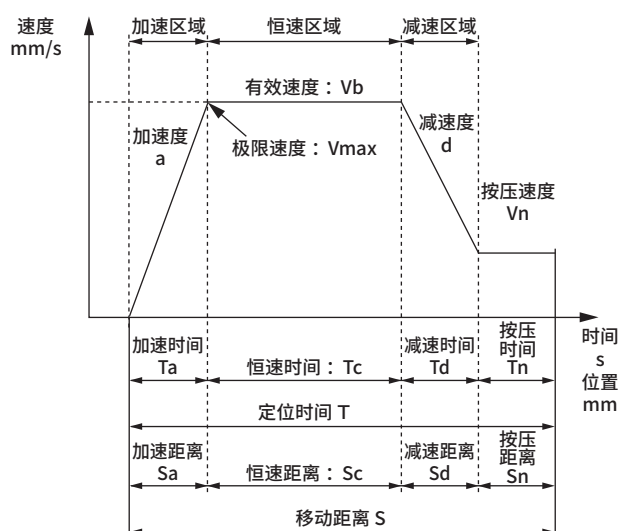 速度
mm/s
加速区域
恒速区域
减速区域
有效速度：Vb
加速度
a
极限速度：Vmax
减速度
d
按压速度
Vn
加速时间
Ta
恒速时间：Tc
减速时间
Td
按压
时间
Tn
时间
s
位置
mm
定位时间 T
加速距离
Sa
恒速距离：Sc
减速距离
Sd
按压
距离
Sn
移动距离 S